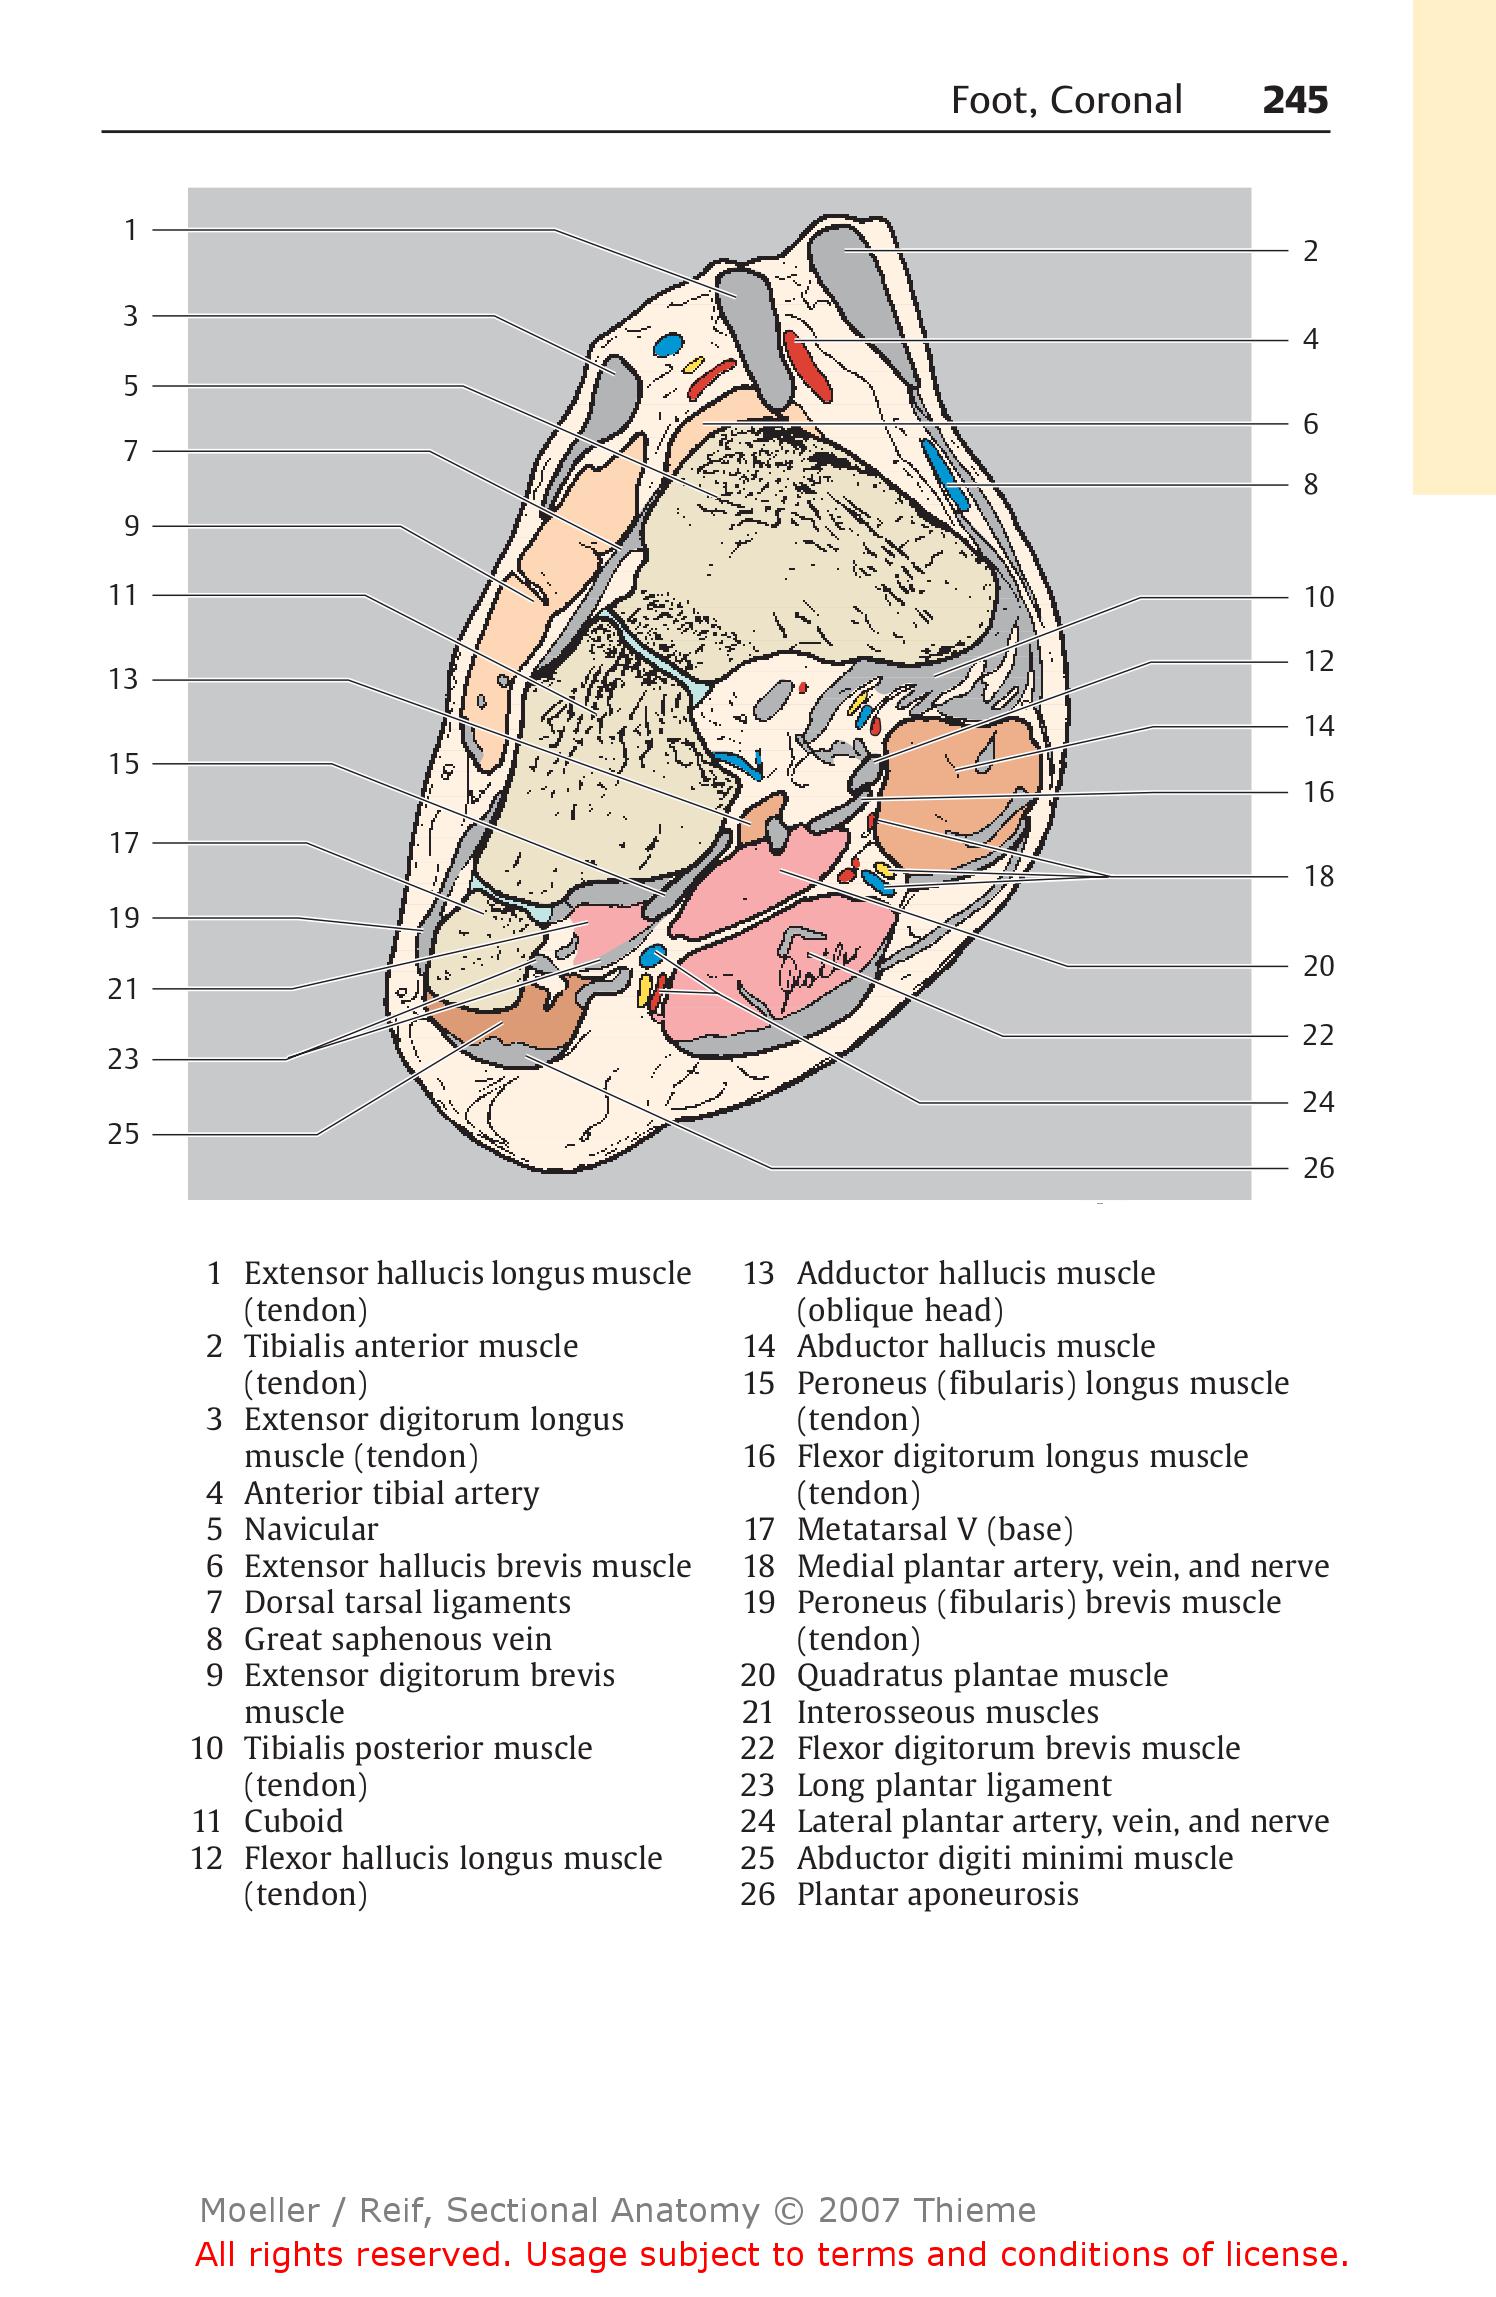 Foot, Coronal 245
1
2
3
4
5
6
7
8
9
10
11
12
13
14
15
16
17
18
19
20
21
22
23
24
25
26
1 Extensor hallucis longus muscle
(tendon)
2 Tibialis anterior muscle
(tendon)
3 Extensor digitorum longus
muscle (tendon)
4 Anterior tibial artery
5 Navicular
6 Extensor hallucis brevis muscle
7 Dorsal tarsal ligaments
8 Great saphenous vein
9 Extensor digitorum brevis
muscle
10 Tibialis posterior muscle
(tendon)
11 Cuboid
12 Flexor hallucis longus muscle
(tendon)
13 Adductor hallucis muscle
(oblique head)
14 Abductor hallucis muscle
15 Peroneus (fibularis) longus muscle
(tendon)
16 Flexor digitorum longus muscle
(tendon)
17 Metatarsal V (base)
18 Medial plantar artery, vein, and nerve
19 Peroneus (fibularis) brevis muscle
(tendon)
20 Quadratus plantae muscle
21 Interosseous muscles
22 Flexor digitorum brevis muscle
23 Long plantar ligament
24 Lateral plantar artery, vein, and nerve
25 Abductor digiti minimi muscle
26 Plantar aponeurosis
Moeller / Reif, Sectional Anatomy © 2007 Thieme
All rights reserved. Usage subject to terms and conditions of license.